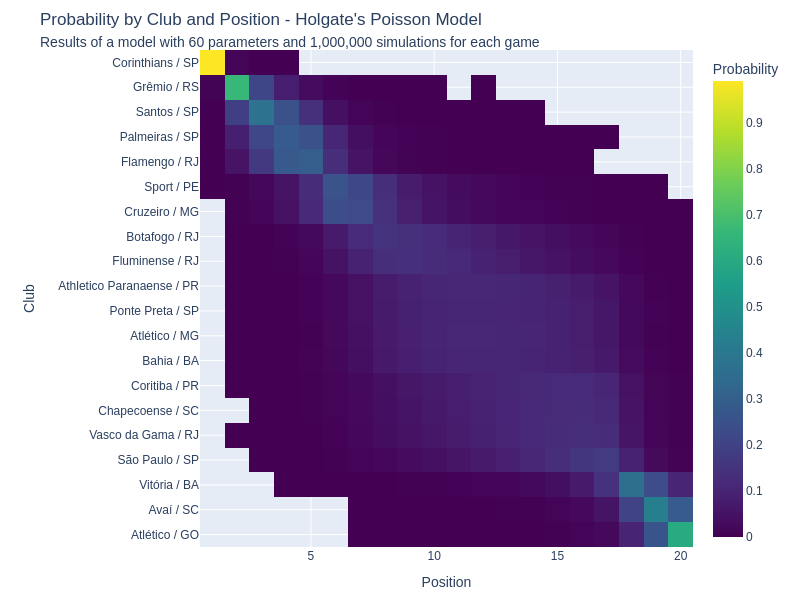 Probability by Club and Position - Holgate's Poisson Model
Results of a model with 60 parameters and 1,000,000 simulations for each game
Probability
Club
Corinthians / SP
Grêmio / RS
Santos / SP
Palmeiras / SP
Flamengo / RJ
Sport / PE
Cruzeiro / MG
Botafogo / RJ
Fluminense / RJ
Athletico Paranaense / PR
Ponte Preta / SP
Atlético / MG
Bahia / BA
Coritiba / PR
Chapecoense / SC
Vasco da Gama / RJ
São Paulo / SP
Vitória / BA
Avaí / SC
Atlético / GO
0.9
0.8
0.7
0.6
0.5
0.4
0.3
0.2
0.1
0
5 10 15 20
Position